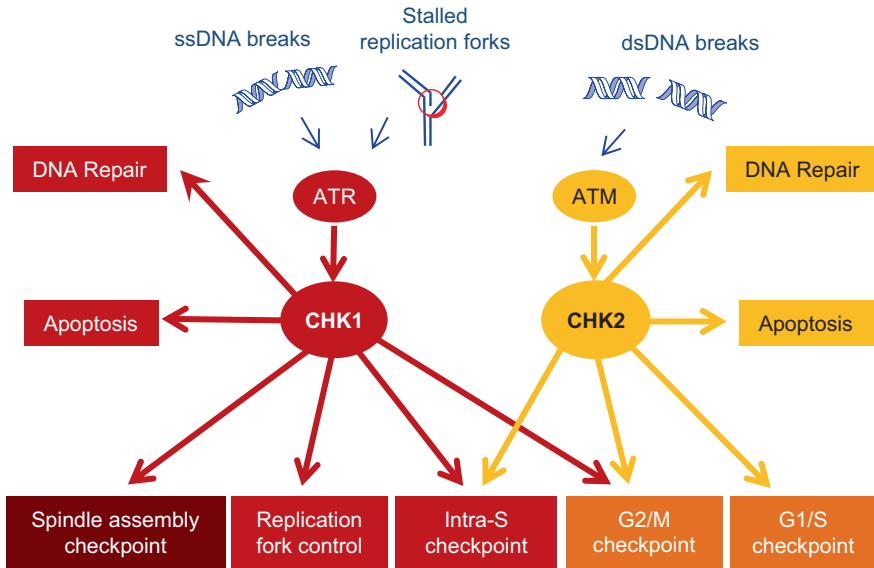 ssDNA breaks
Stalled
replication forks
dsDNA breaks
DNA Repair
ATR
ATM
DNA Repair
Apoptosis
CHK1
CHK2
Apoptosis
Spindle assembly
checkpoint
Replication
fork control
Intra-S
checkpoint
G2/M
checkpoint
G1/S
checkpoint